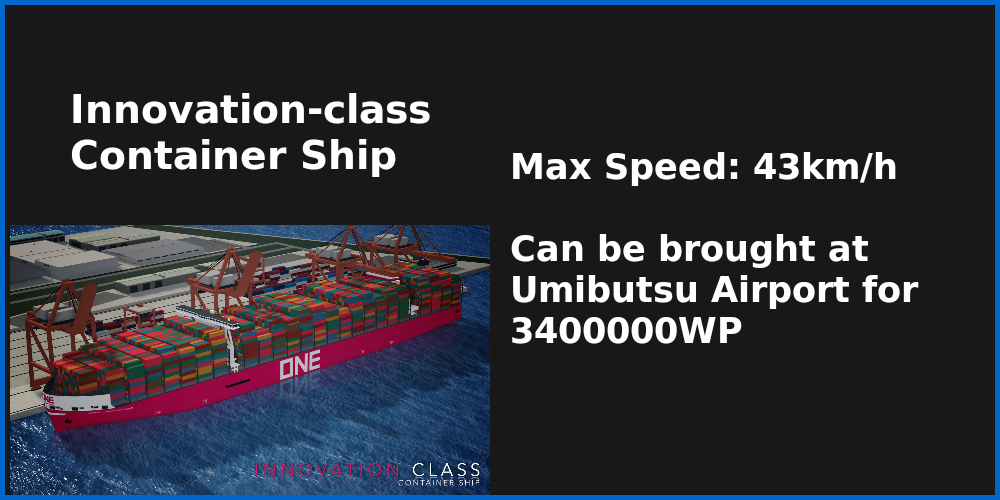 Innovation-class
Container Ship
Max Speed: 43km/h
Can be brought at
Umibutsu Airport for
3400000WP
ONE
NE
INNOVATION CLASS
CONTAINER SHIP